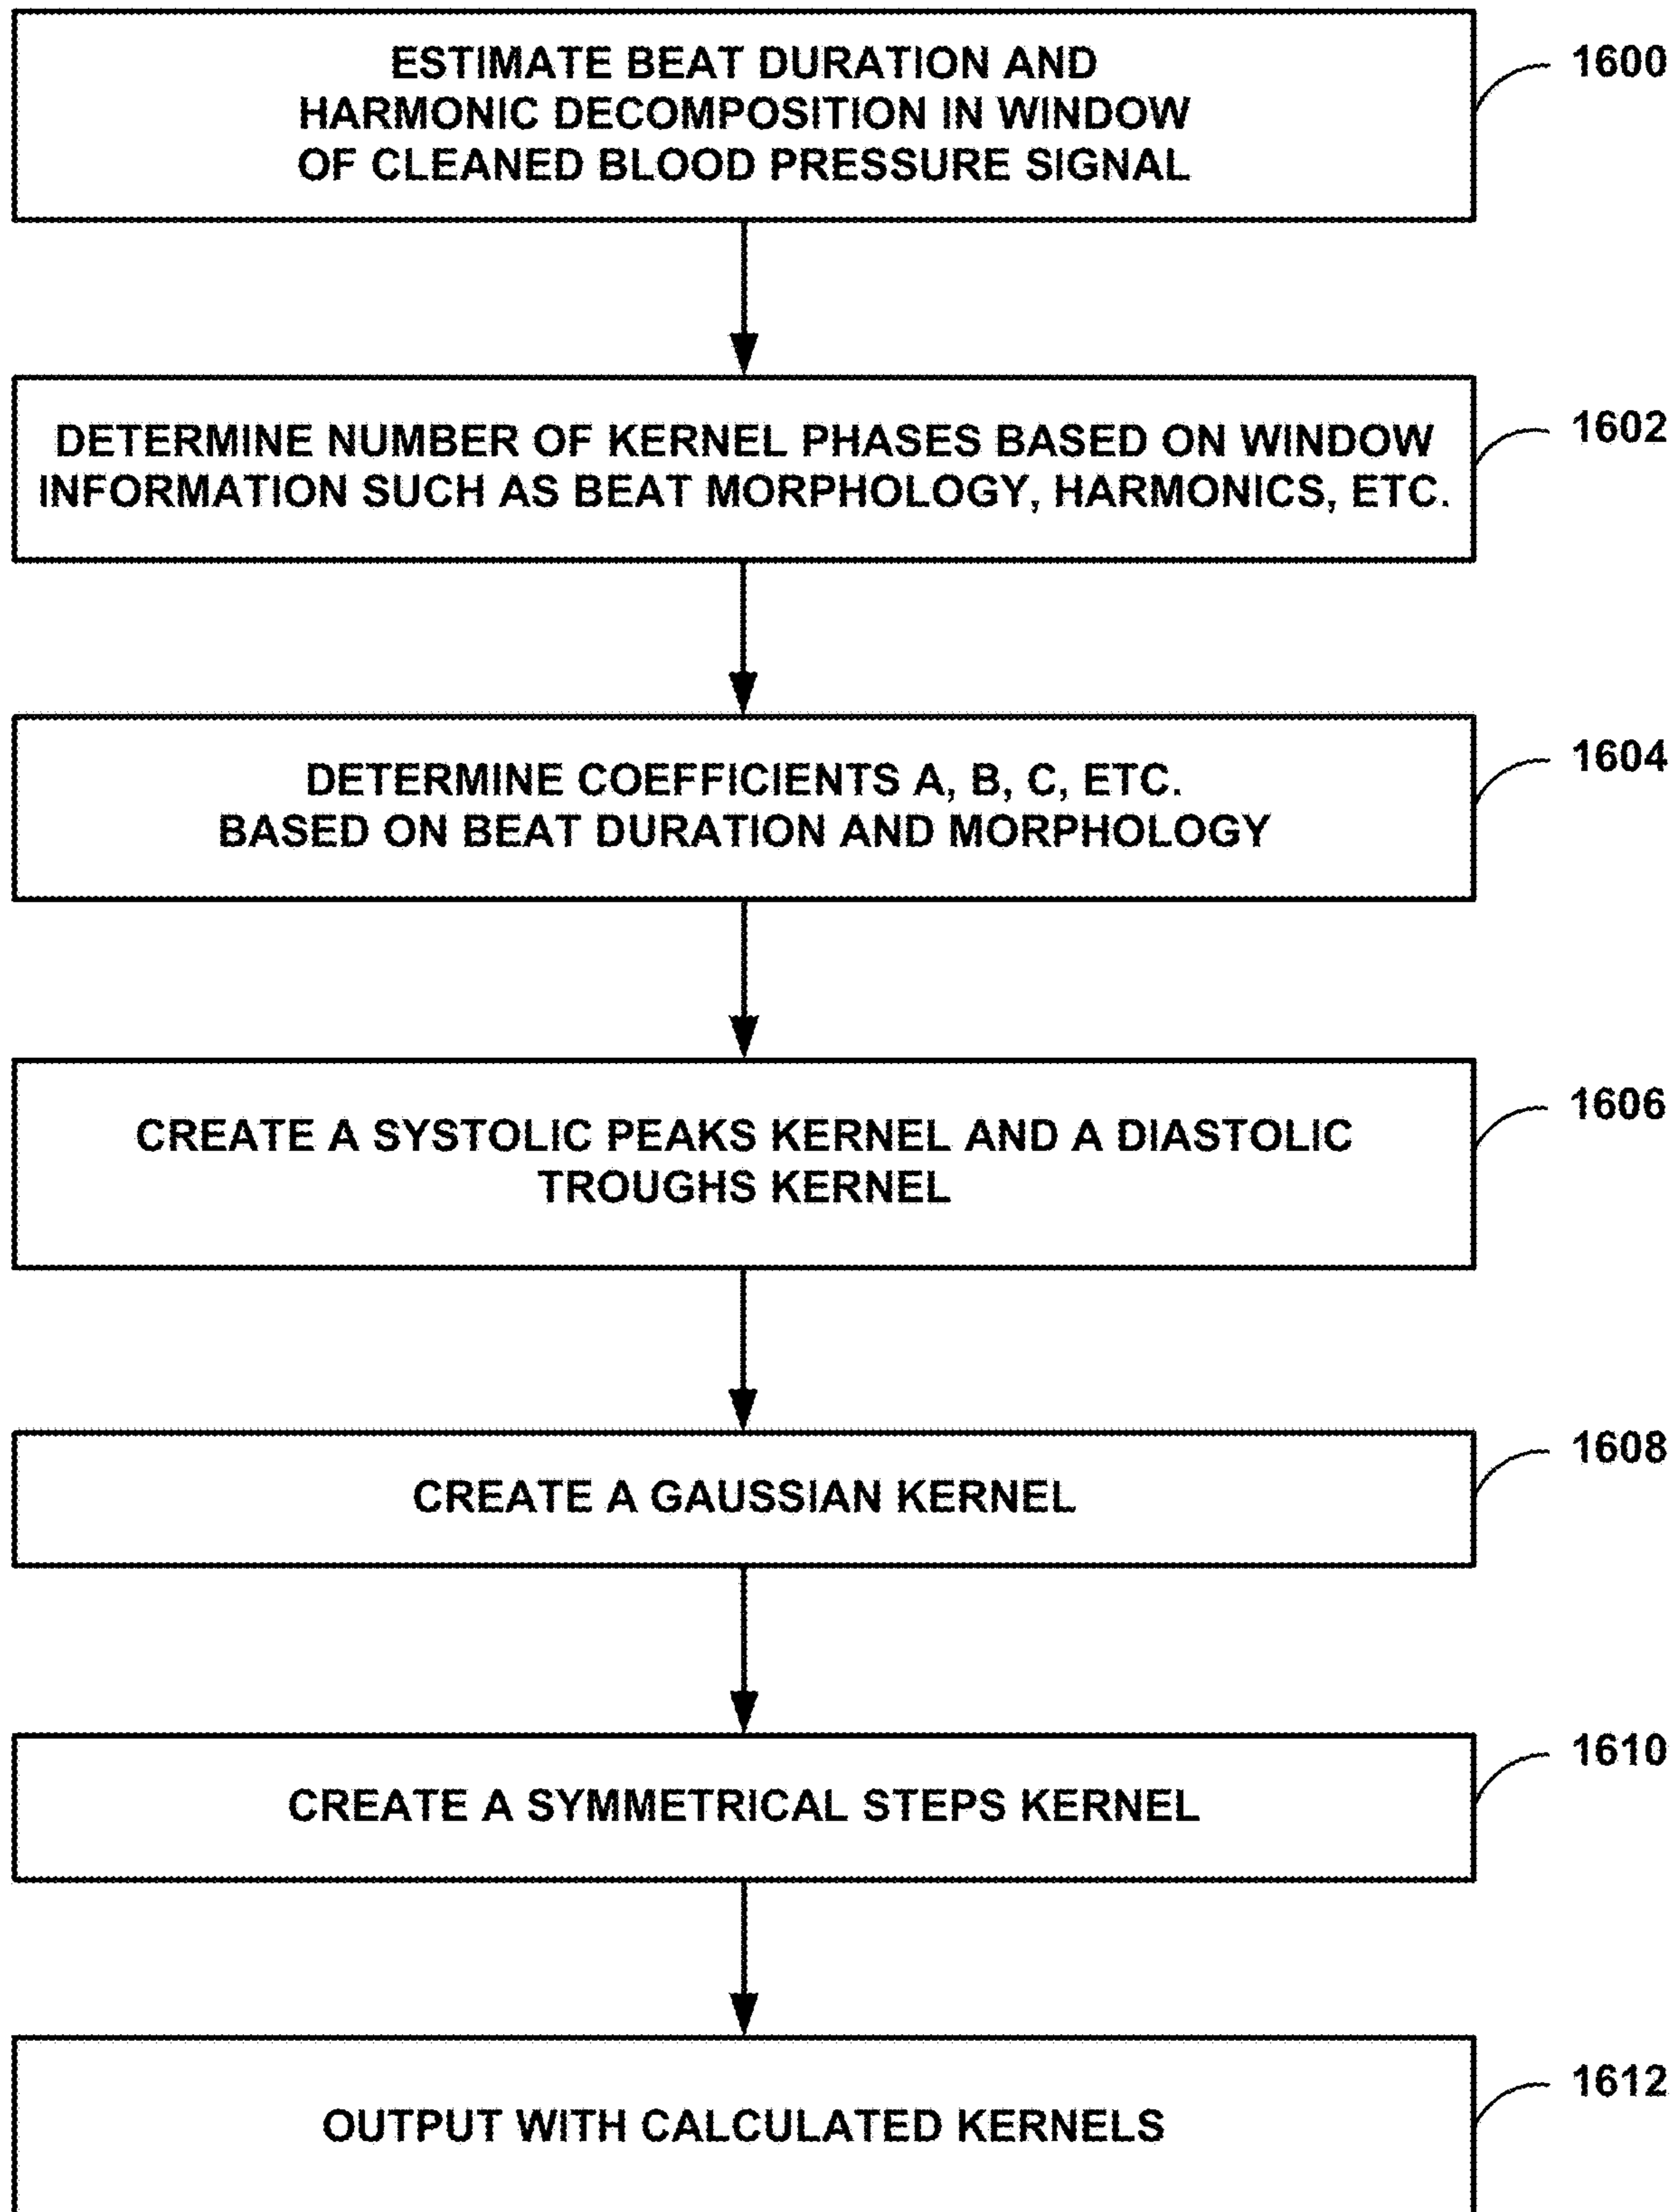 ESTIMATE BEAT DURATION AND
HARMONIC DECOMPOSITION IN WINDOW
OF CLEANED BLOOD PRESSURE SIGNAL
1600
DETERMINE NUMBER OF KERNEL PHASES BASED ON WINDOW
INFORMATION SUCH AS BEAT MORPHOLOGY, HARMONICS, ETC.
1602
DETERMINE COEFFICIENTS A, B, C, ETC.
BASED ON BEAT DURATION AND MORPHOLOGY
1604
CREATE A SYSTOLIC PEAKS KERNEL AND A DIASTOLIC
TROUGHS KERNEL
1606
CREATE A GAUSSIAN KERNEL
1608
CREATE A SYMMETRICAL STEPS KERNEL
1610
OUTPUT WITH CALCULATED KERNELS
1612